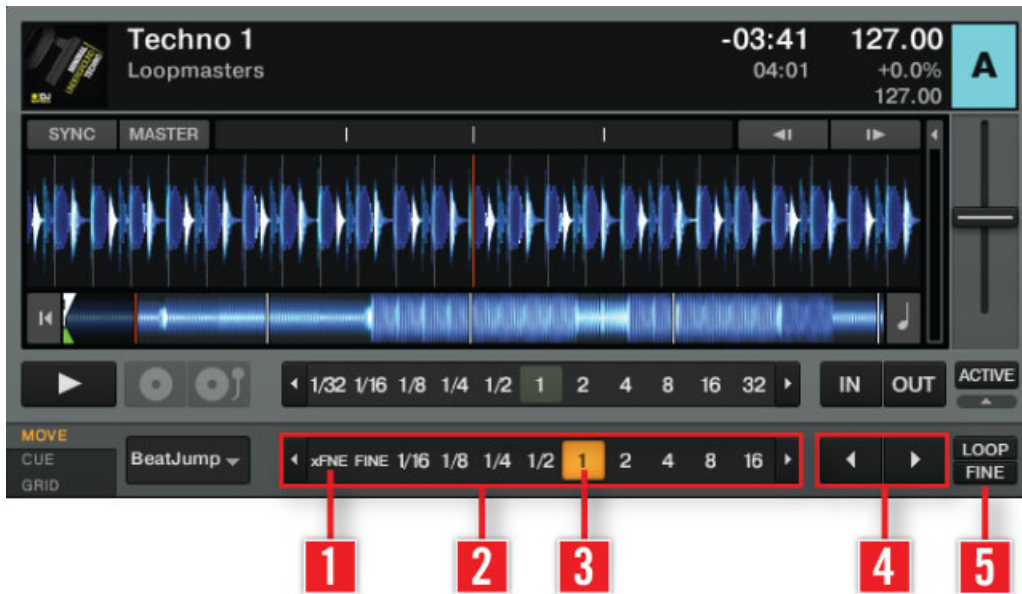 Techno 1
Loopmasters
-03:41
04:01
127.00
+0.0%
127.00
A
SYNC MASTER
1/32 1/16 1/8 1/4 1/2 1 2 4 8 16 32
IN OUT
ACTIVE
MOVE
CUE
GRID
BeatJump
xFNE FINE 1/16 1/8 1/4 1/2 1 2 4 8 16
LOOP
FINE
1 2 3 4 5